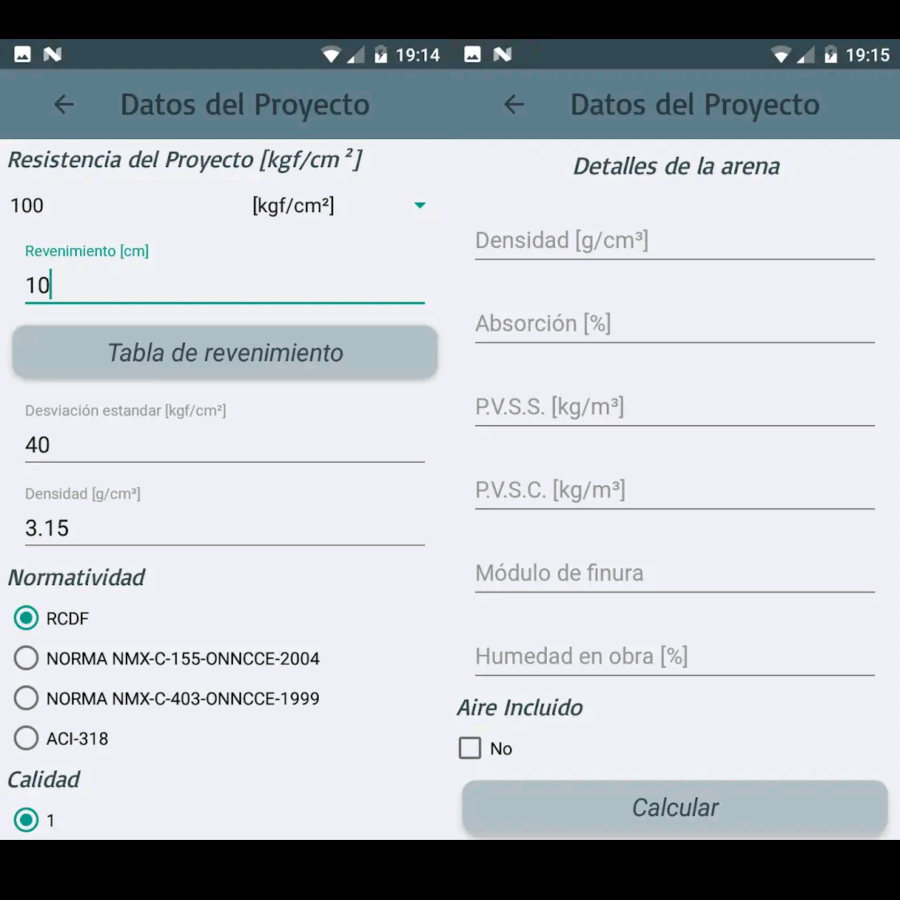 19:14
Datos del Proyecto
Resistencia del Proyecto [kgf/cm²]
100 [kgf/cm²]
Revenimiento [cm]
10
Tabla de revenimiento
Desviación estandar [kgf/cm²]
40
Densidad [g/cm³]
3.15
Normatividad
RCDF
NORMA NMX-C-155-ONNCCE-2004
NORMA NMX-C-403-ONNCCE-1999
ACI-318
Calidad
1
19:15
Datos del Proyecto
Detalles de la arena
Densidad [g/cm³]
Absorción [%]
P.V.S.S. [kg/m³]
P.V.S.C. [kg/m³]
Módulo de finura
Humedad en obra [%]
Aire Incluido
No
Calcular